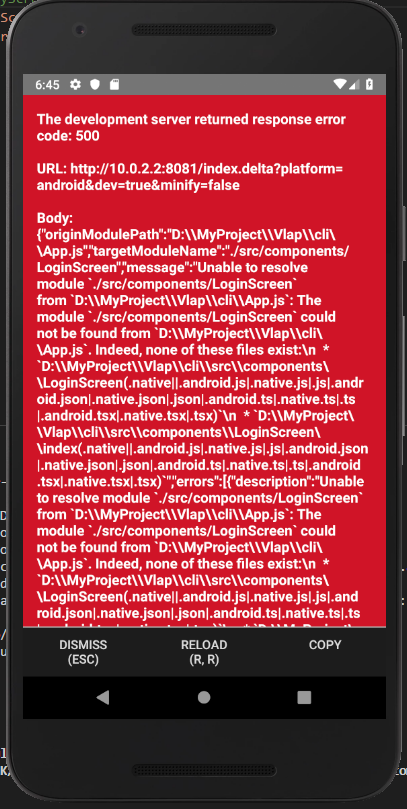 6:45
The development server returned response error
code: 500
URL: http://10.0.2.2:8081/index.delta?platform=
android&dev=true&minify=false
Body:
{"originModulePath":"D:\\MyProject\\Vlap\\cli\
\App.js","targetModuleName":"./src/components/
LoginScreen","message":"Unable to resolve
module `./src/components/LoginScreen`
from `D:\\MyProject\\Vlap\\cli\\App.js`: The
module `./src/components/LoginScreen` could
not be found from `D:\\MyProject\\Vlap\\cli\
\App.js`. Indeed, none of these files exist:\n  *
`D:\\MyProject\\Vlap\\cli\\src\\components\
\LoginScreen(.native||.android.js|.native.js|.js|.andr
oid.json|.native.json|.json|.android.ts|.native.ts|.ts
|.android.tsx|.native.tsx|.tsx)`\n  * `D:\\MyProject\
\Vlap\\cli\\src\\components\\LoginScreen\
\index(.native||.android.js|.native.js|.js|.android.json
|.native.json|.json|.android.ts|.native.ts|.ts|.android
.tsx|.native.tsx|.tsx)`","errors":[{"description":"Unable
to resolve module `./src/components/LoginScreen`
from `D:\\MyProject\\Vlap\\cli\\App.js`: The
module `./src/components/LoginScreen` could
not be found from `D:\\MyProject\\Vlap\\cli\
\App.js`. Indeed, none of these files exist:\n  *
`D:\\MyProject\\Vlap\\cli\\src\\components\
\LoginScreen(.native||.android.js|.native.js|.js|.and
roid.json|.native.json|.json|.android.ts|.native.ts|.ts
DISMISS
(ESC)
RELOAD
(R, R)
COPY